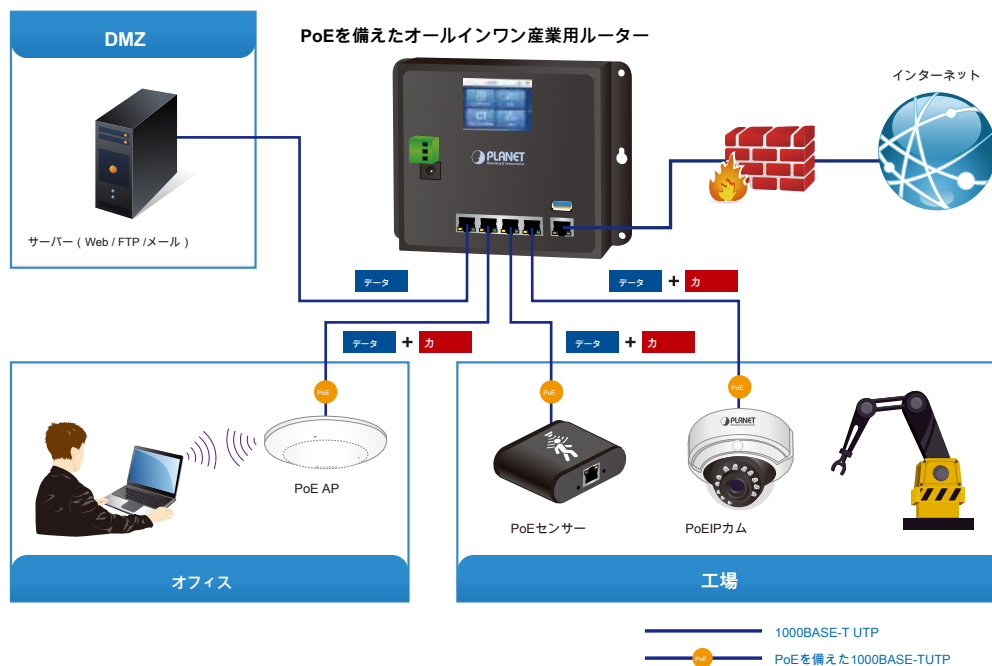 DMZ
PoEを備えたオールインワン産業用ルーター
インターネット
PLANET
Networking & Communication
サーバー ( Web / FTP /メール )
データ
データ + カ
データ + カ
データ + カ
PoE
PoE
PoE
PLANET
PoE AP
PoEセンサー
PoEIPカム
オフィス
工場
1000BASE-T UTP
PoE
PoEを備えた1000BASE-TUTP